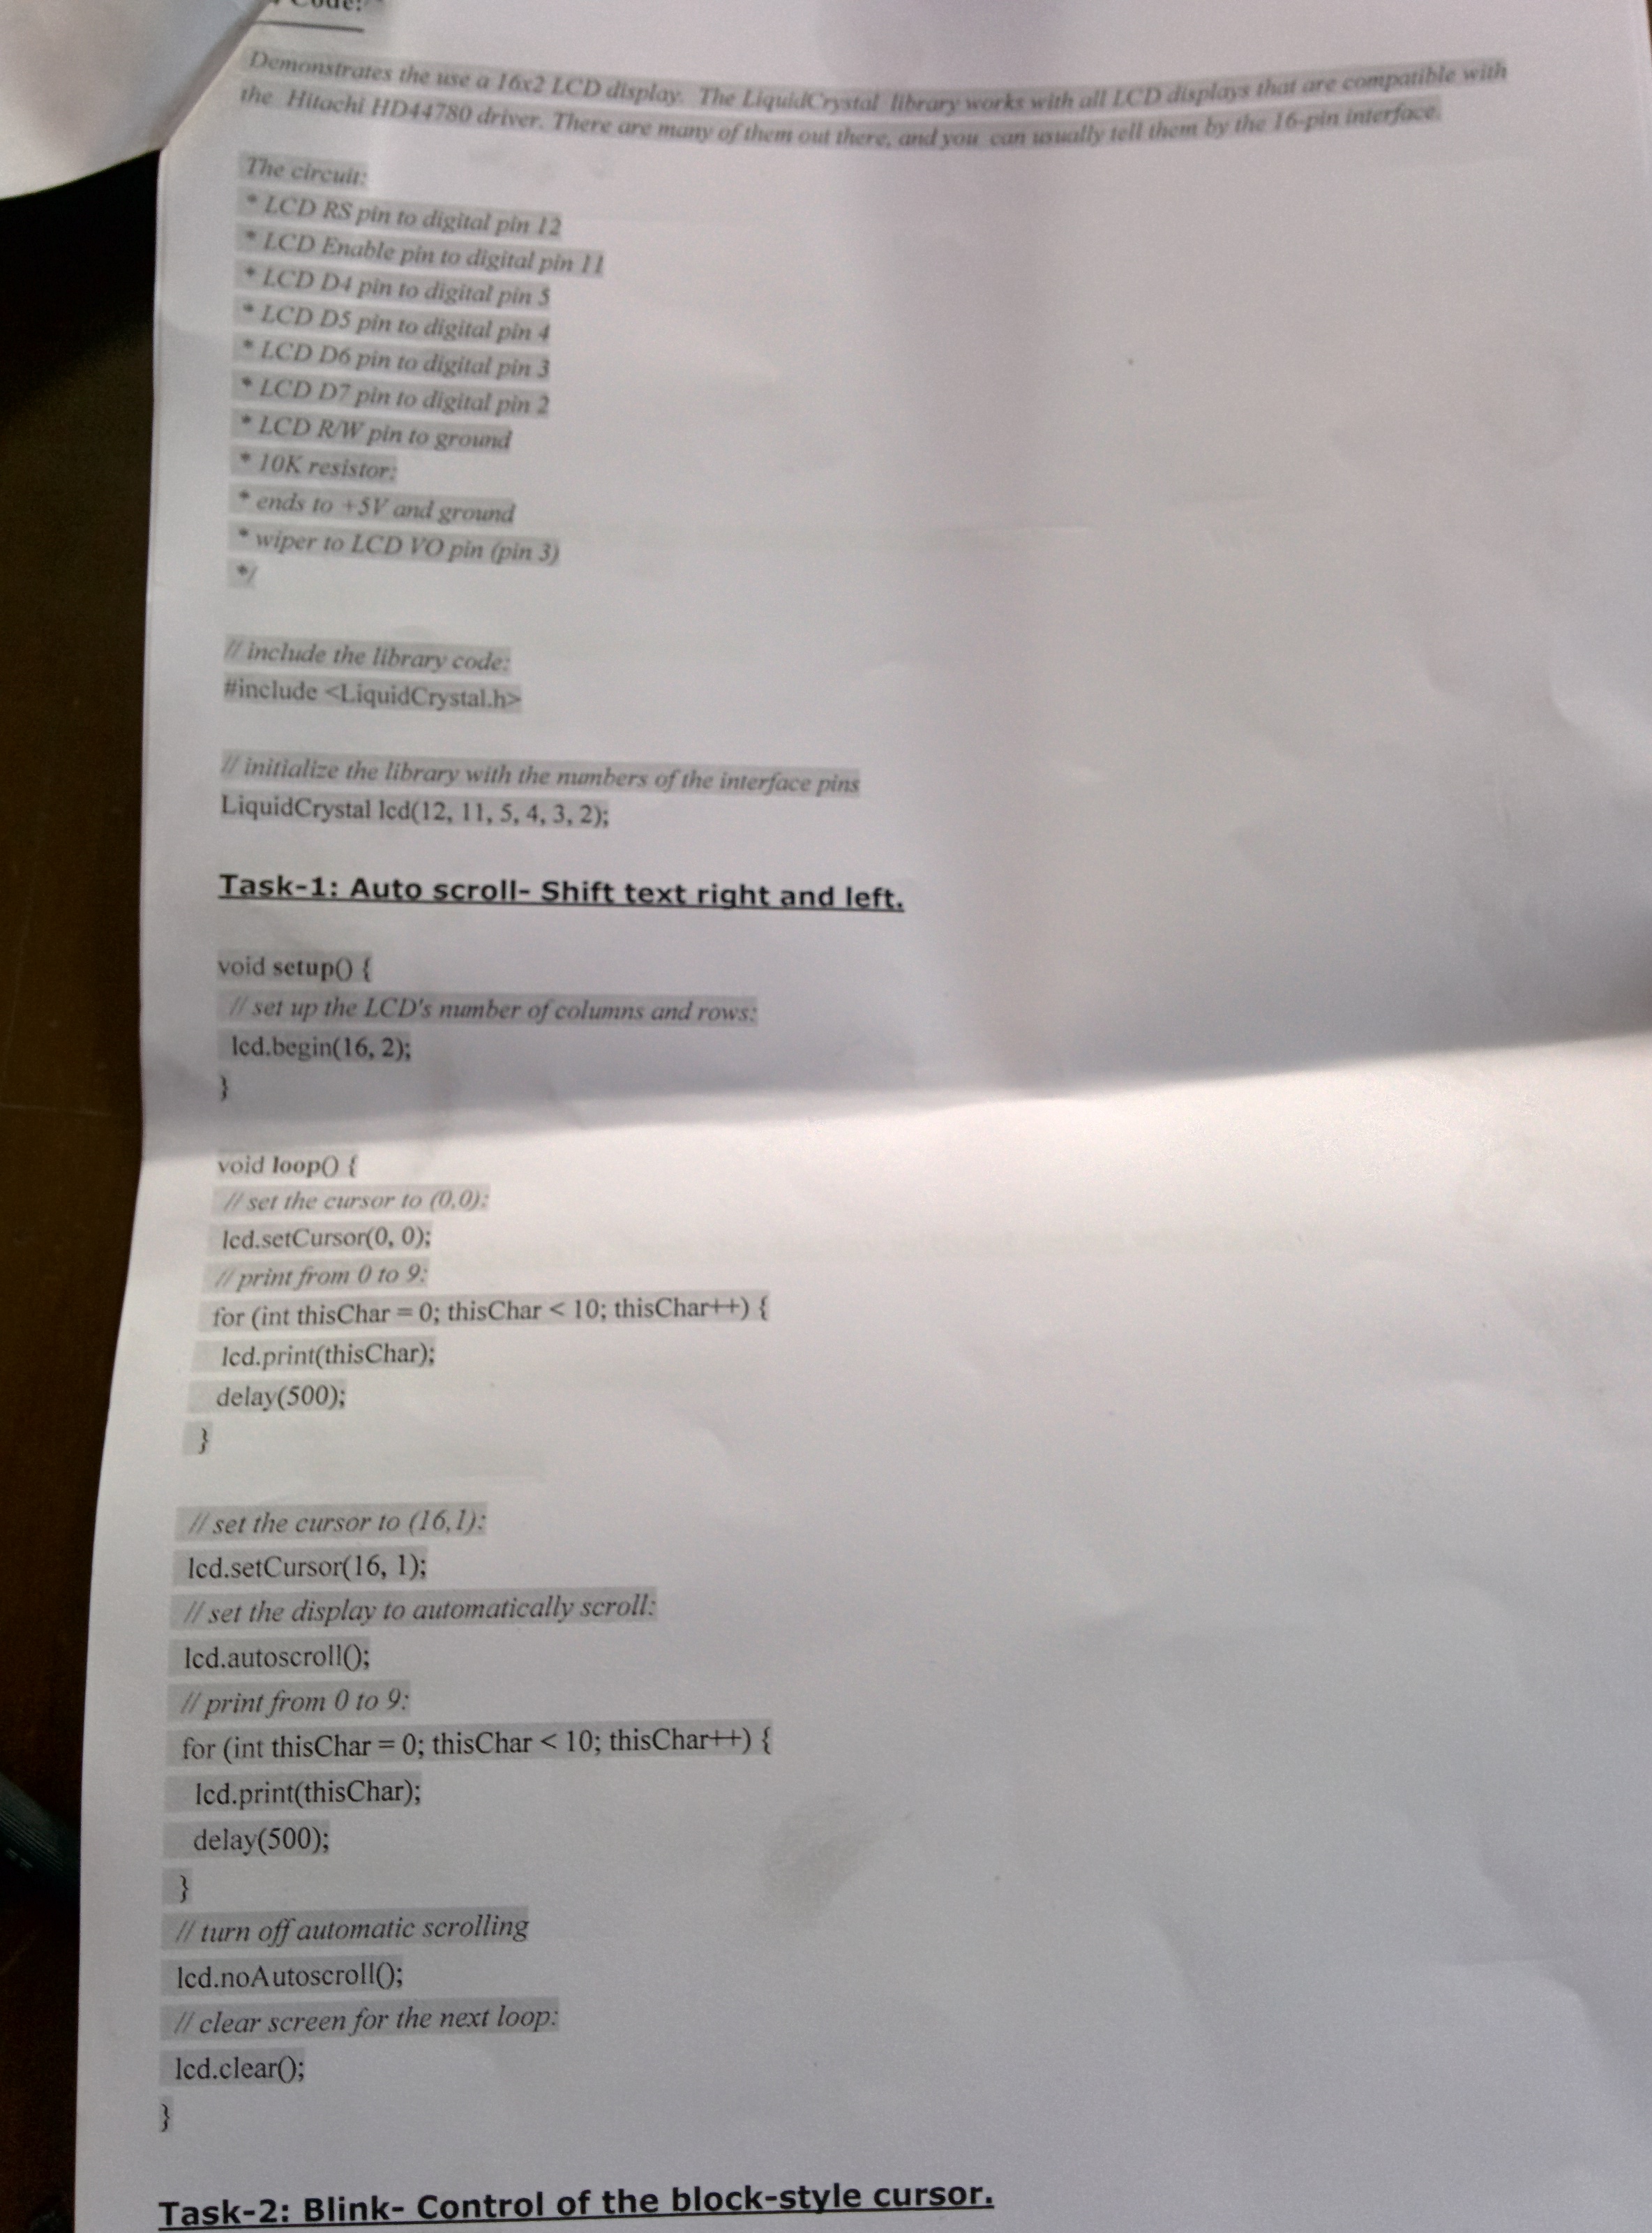 Code:
Demonstrates the use a 16x2 LCD display. The LiquidCrystal library works with all LCD displays that are compatible with
the Hitachi HD44780 driver. There are many of them out there, and you can usually tell them by the 16-pin interface.
The circuit:
* LCD RS pin to digital pin 12
* LCD Enable pin to digital pin 11
* LCD D4 pin to digital pin 5
* LCD D5 pin to digital pin 4
* LCD D6 pin to digital pin 3
* LCD D7 pin to digital pin 2
* LCD R/W pin to ground
* 10K resistor:
* ends to +5V and ground
* wiper to LCD VO pin (pin 3)
*/
// include the library code:
#include <LiquidCrystal.h>
// initialize the library with the numbers of the interface pins
LiquidCrystal lcd(12, 11, 5, 4, 3, 2);
Task-1: Auto scroll- Shift text right and left.
void setup() {
// set up the LCD's number of columns and rows:
lcd.begin(16, 2);
}
void loop() {
// set the cursor to (0,0):
lcd.setCursor(0, 0);
// print from 0 to 9:
for (int thisChar = 0; thisChar < 10; thisChar++) {
lcd.print(thisChar);
delay(500);
}
// set the cursor to (16,1):
lcd.setCursor(16, 1);
// set the display to automatically scroll:
lcd.autoscroll();
// print from 0 to 9:
for (int thisChar = 0; thisChar < 10; thisChar++) {
lcd.print(thisChar);
delay(500);
}
// turn off automatic scrolling
lcd.noAutoscroll();
// clear screen for the next loop:
lcd.clear();
}
Task-2: Blink- Control of the block-style cursor.